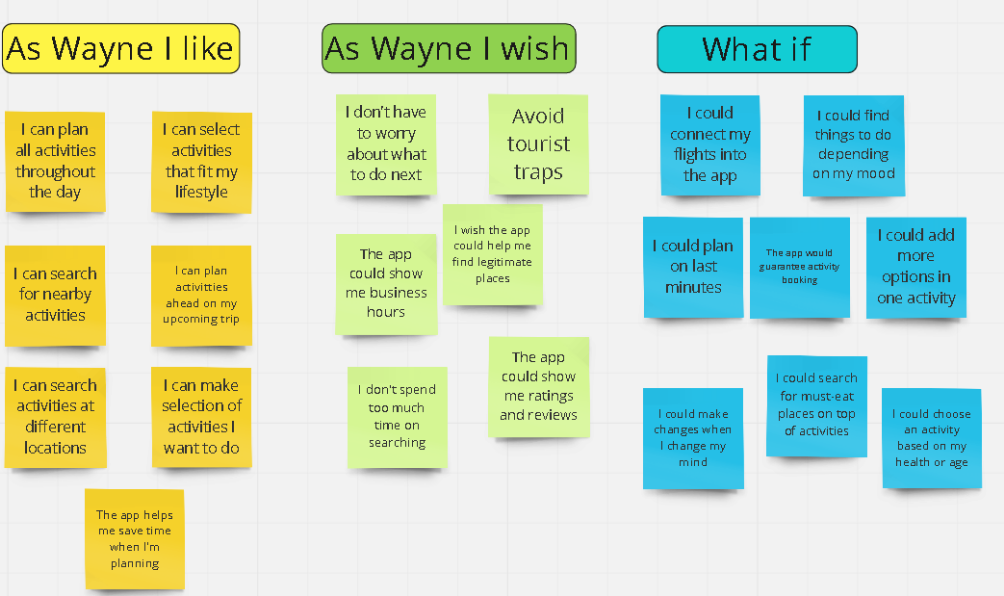 As Wayne I like
I can plan
all activities
throughout
the day
I can select
activities
that fit my
lifestyle
I can search
for nearby
activities
I can plan
activitties
ahead on my
upcoming trip
I can search
activities at
different
locations
I can make
selection of
activities I
want to do
The app helps
me save time
when I'm
planning
As Wayne I wish
I don't have
to worry
about what
to do next
Avoid
tourist
traps
The app
could show
me business
hours
I wish the app
could help me
find legitimate
places
I don't spend
too much
time on
searching
The app
could show
me ratings
and reviews
What if
I could
connect my
flights into
the app
I could find
things to do
depending
on my mood
I could plan
on last
minutes
The app would
guarantee activity
booking
I could add
more
options in
one activity
I could make
changes when
I change my
mind
I could search
for must-eat
places on top
of activities
I could choose
an activity
based on my
health or age